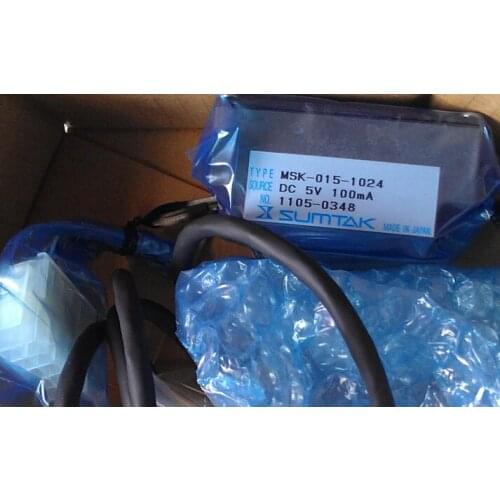 TYPE MSK-015-1024
SOURCE DC 5V 100mA
NO. 1105-0348
SUMTAK MADE IN JAPAN